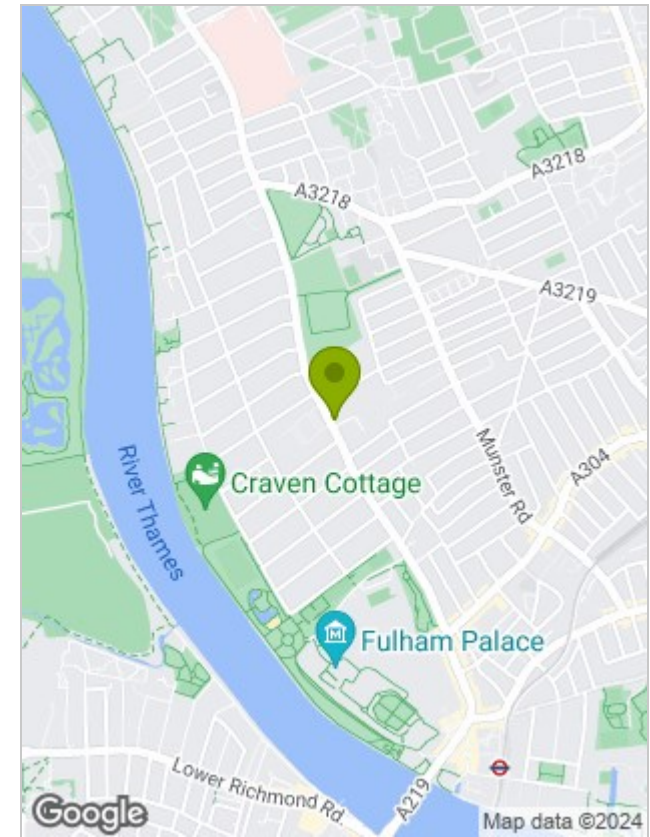 A3218
A3218
A3219
Munster Rd
A304
River Thames
Craven Cottage
Fulham Palace
Lower Richmond Rd.
A219
Google
Map data ©2024